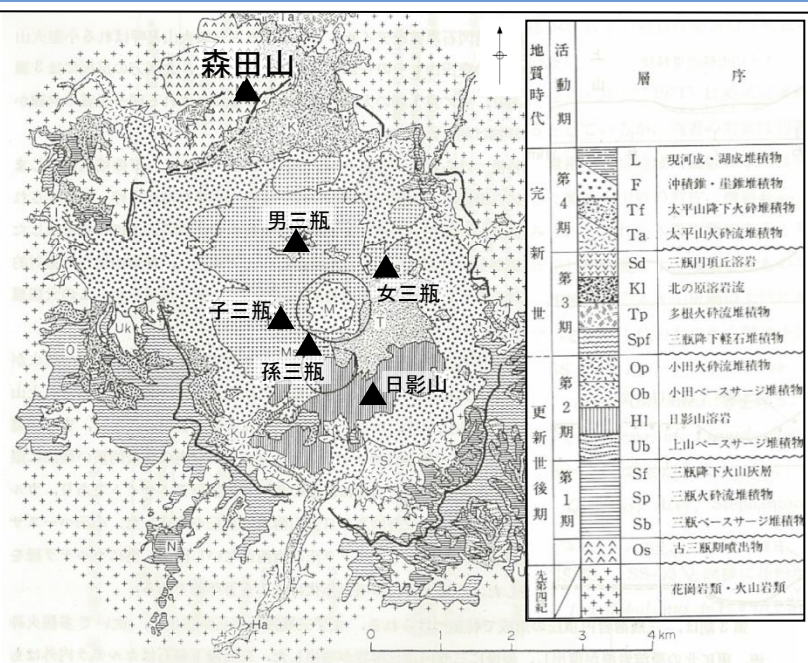 森田山
男三瓶
女三瓶
子三瓶
孫三瓶
日影山
Ta
K
M
T
Uk
O
Ms
Ku
S
N
Ha
U
0 1 2 3 4 km
地質時代 活動期 層序
完新世
第4期
L 現河成・湖成堆積物
F 沖積錐・崖錐堆積物
Tf 太平山降下火砕堆積物
Ta 太平山火砕流堆積物
第3期
Sd 三瓶円頂丘溶岩
Kl 北の原溶岩流
Tp 多根火砕流堆積物
Spf 三瓶降下軽石堆積物
更新世後期
第2期
Op 小田火砕流堆積物
Ob 小田ベースサージ堆積物
Hl 日影山溶岩
Ub 上山ベースサージ堆積物
第1期
Sf 三瓶降下火山灰層
Sp 三瓶火砕流堆積物
Sb 三瓶ベースサージ堆積物
Os 古三瓶期噴出物
先第四紀
花崗岩類・火山岩類